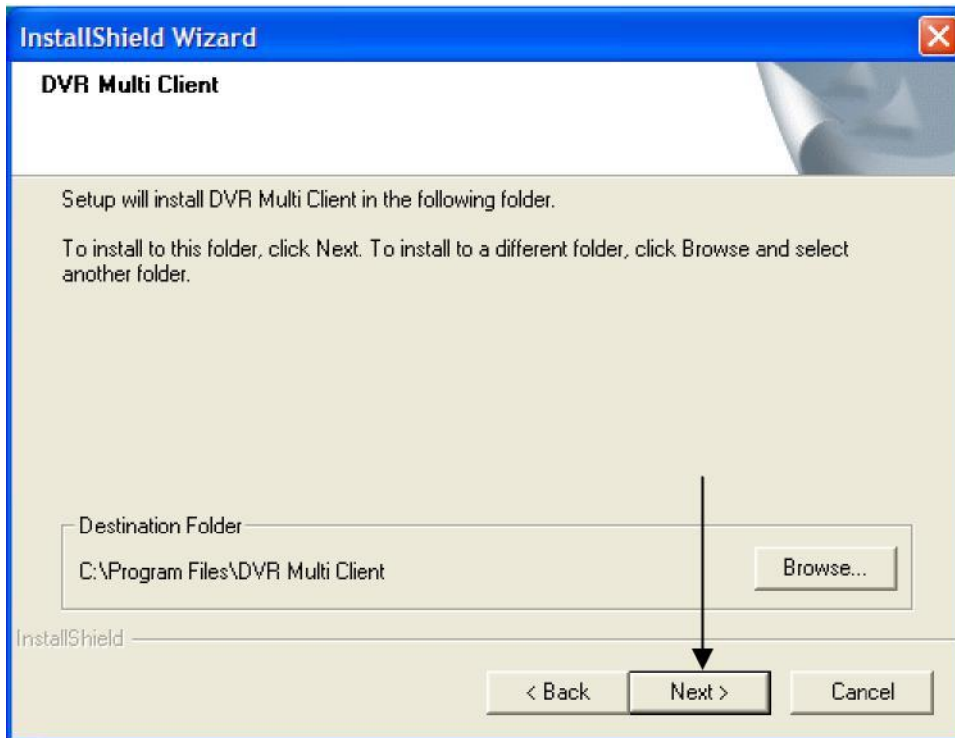 InstallShield Wizard
DVR Multi Client
Setup will install DVR Multi Client in the following folder.
To install to this folder, click Next. To install to a different folder, click Browse and select
another folder.
Destination Folder
C:\Program Files\DVR Multi Client
Browse...
InstallShield
< Back
Next >
Cancel